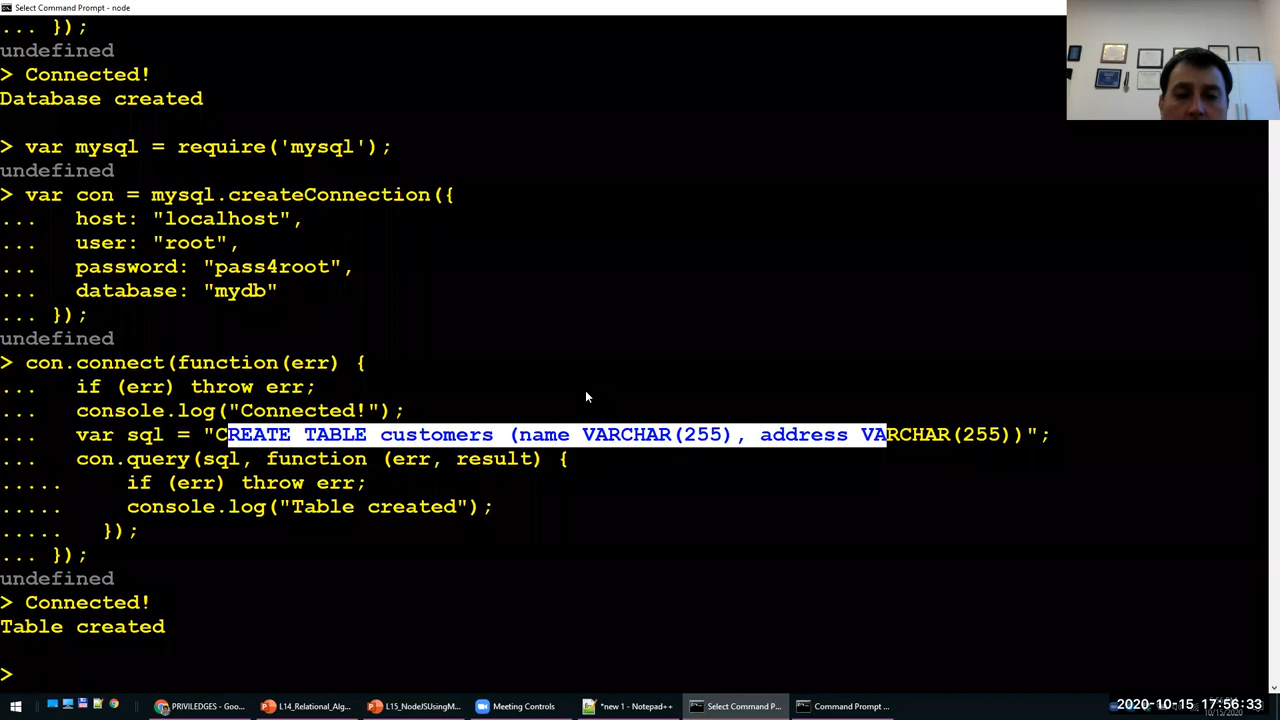 Select Command Prompt - node
... });
undefined
> Connected!
Database created
> var mysql = require('mysql');
undefined
> var con = mysql.createConnection({
...   host: "localhost",
...   user: "root",
...   password: "pass4root",
...   database: "mydb"
... });
undefined
> con.connect(function(err) {
...   if (err) throw err;
...   console.log("Connected!");
...   var sql = "CREATE TABLE customers (name VARCHAR(255), address VARCHAR(255))";
...   con.query(sql, function (err, result) {
.....     if (err) throw err;
.....     console.log("Table created");
.....   });
... });
undefined
> Connected!
Table created
>
PRIVILEDGES - Goo... L14_Relational_Alg... L15_NodeJSUsingM... Meeting Controls *new 1 - Notepad++ Select Command P... Command Prompt ... 2020-10-15 17:56:33